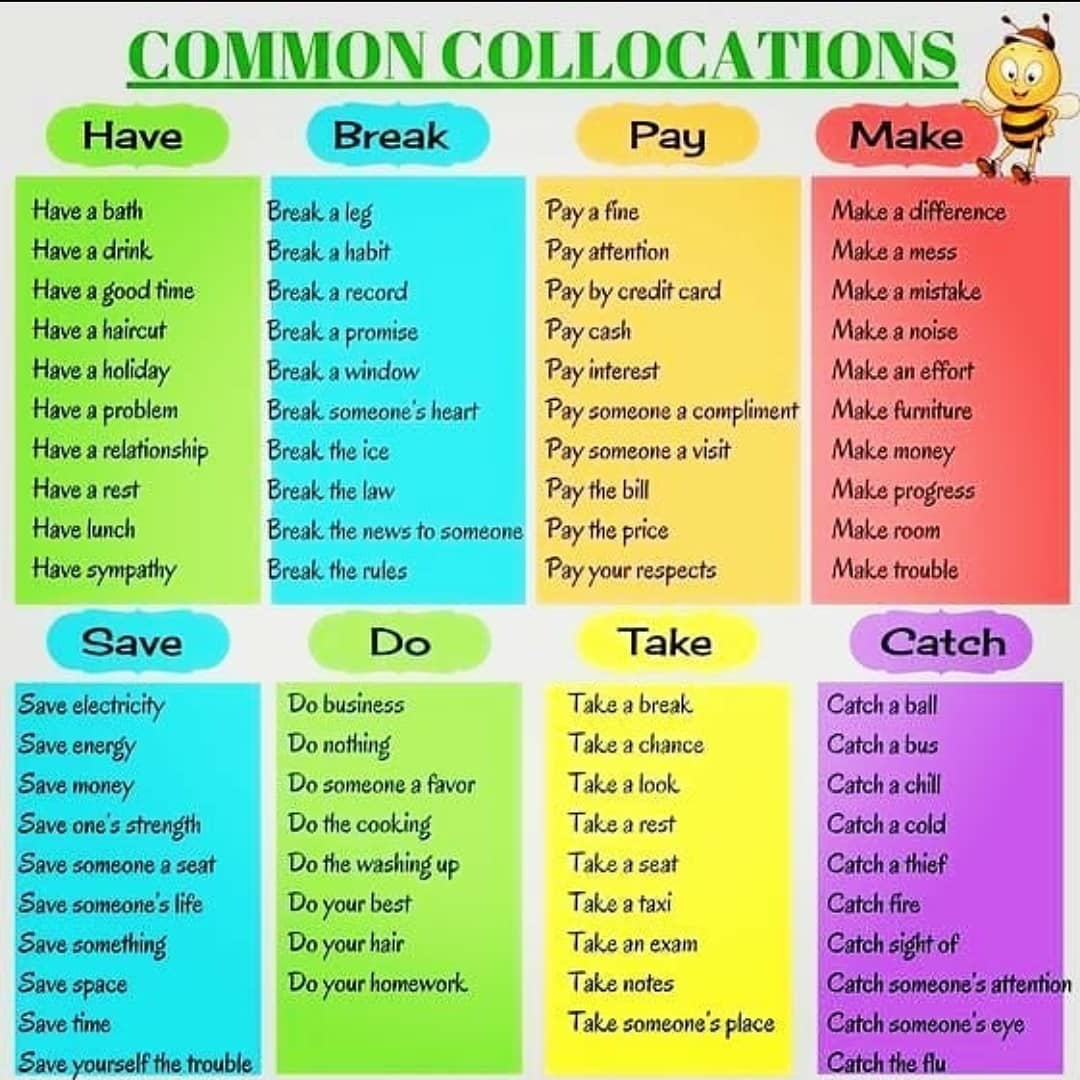 COMMON COLLOCATIONS
Have
Have a bath
Have a drink
Have a good time
Have a haircut
Have a holiday
Have a problem
Have a relationship
Have a rest
Have lunch
Have sympathy
Break
Break a leg
Break a habit
Break a record
Break a promise
Break a window
Break someone's heart
Break the ice
Break the law
Break the news to someone
Break the rules
Pay
Pay a fine
Pay attention
Pay by credit card
Pay cash
Pay interest
Pay someone a compliment
Pay someone a visit
Pay the bill
Pay the price
Pay your respects
Make
Make a difference
Make a mess
Make a mistake
Make a noise
Make an effort
Make furniture
Make money
Make progress
Make room
Make trouble
Save
Save electricity
Save energy
Save money
Save one's strength
Save someone a seat
Save someone's life
Save something
Save space
Save time
Save yourself the trouble
Do
Do business
Do nothing
Do someone a favor
Do the cooking
Do the washing up
Do your best
Do your hair
Do your homework
Take
Take a break
Take a chance
Take a look
Take a rest
Take a seat
Take a taxi
Take an exam
Take notes
Take someone's place
Catch
Catch a ball
Catch a bus
Catch a chill
Catch a cold
Catch a thief
Catch fire
Catch sight of
Catch someone's attention
Catch someone's eye
Catch the flu